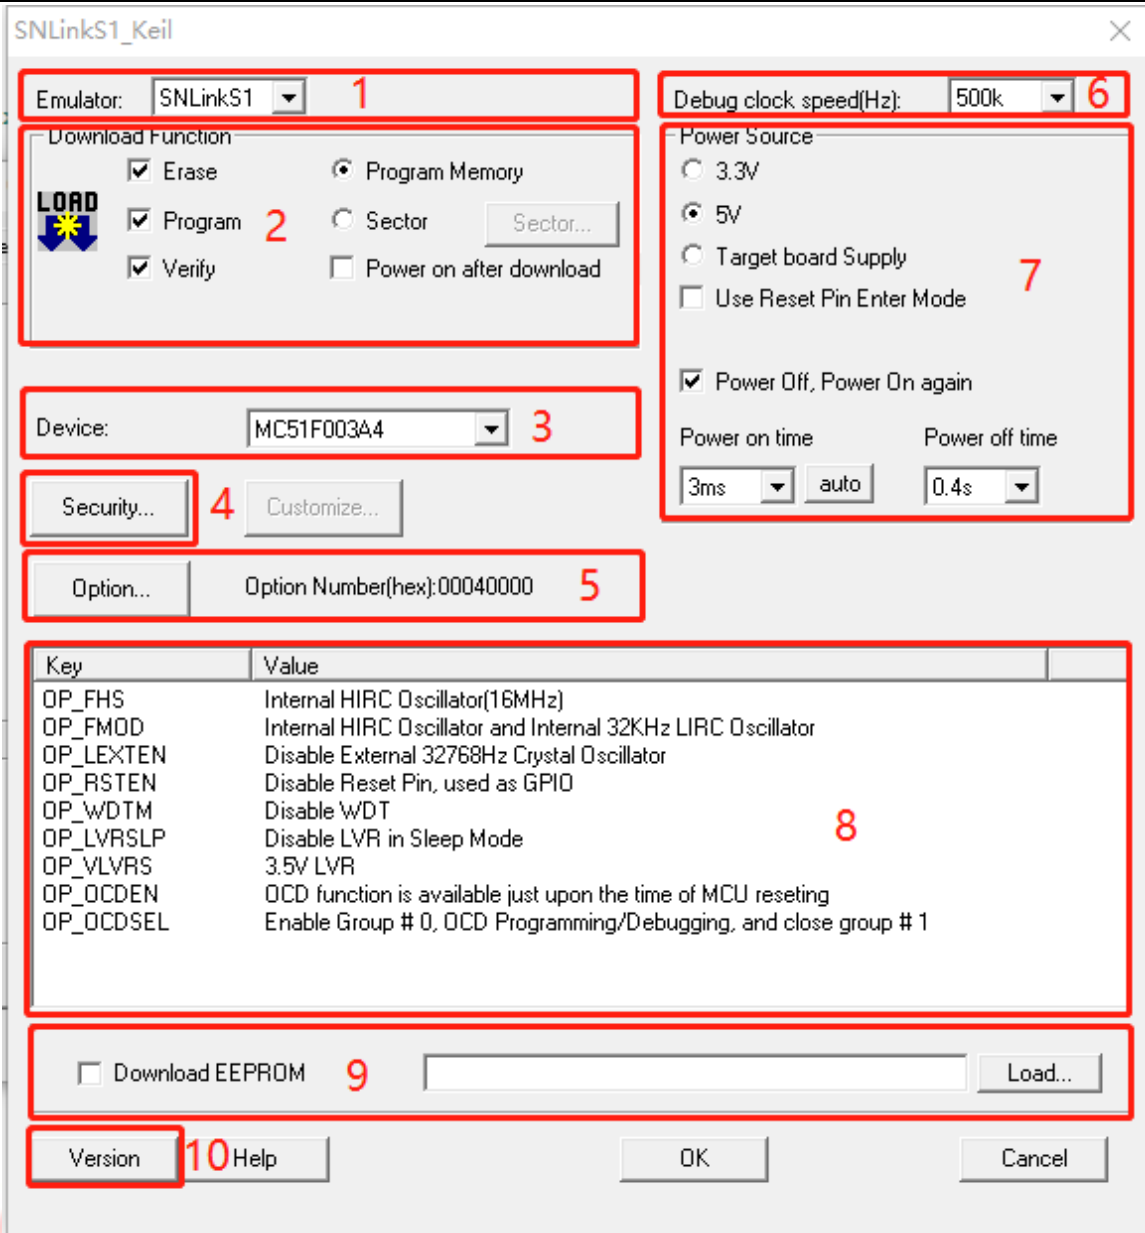 SNLinkS1_Keil
Emulator: SNLinkS1 1
Debug clock speed(Hz): 500k 6
Download Function
LOAD
Erase Program Memory
Program 2 Sector Sector...
Verify Power on after download
Power Source
3.3V
5V
Target board Supply 7
Use Reset Pin Enter Mode
Power Off, Power On again
Power on time Power off time
3ms auto 0.4s
Device: MC51F003A4 3
Security... 4 Customize...
Option... Option Number(hex):00040000 5
Key Value
OP_FHS Internal HIRC Oscillator(16MHz)
OP_FMOD Internal HIRC Oscillator and Internal 32KHz LIRC Oscillator
OP_LEXTEN Disable External 32768Hz Crystal Oscillator
OP_RSTEN Disable Reset Pin, used as GPIO
OP_WDTM Disable WDT
OP_LVRSLP Disable LVR in Sleep Mode
OP_VLVRS 3.5V LVR
OP_OCDEN OCD function is available just upon the time of MCU reseting
OP_OCDSEL Enable Group # 0, OCD Programming/Debugging, and close group # 1
8
Download EEPROM 9 Load...
Version 10 Help OK Cancel